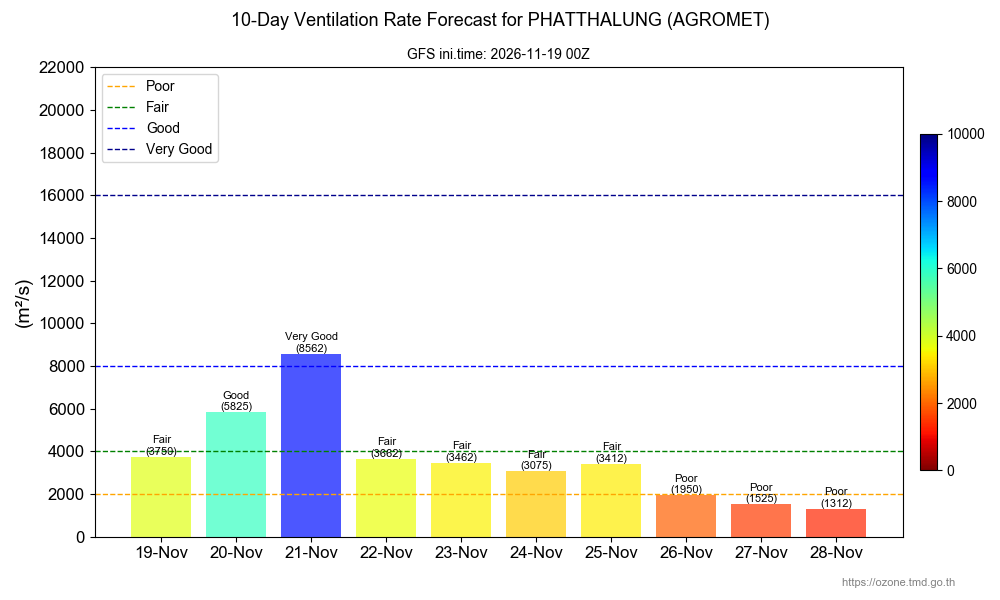 10-Day Ventilation Rate Forecast for PHATTHALUNG (AGROMET)
GFS ini.time: 2026-11-19 00Z
(m²/s)
22000
20000
18000
16000
14000
12000
10000
8000
6000
4000
2000
0
Poor
Fair
Good
Very Good
Fair
(3750)
Good
(5825)
Very Good
(8562)
Fair
(3662)
Fair
(3462)
Fair
(3075)
Fair
(3412)
Poor
(1950)
Poor
(1525)
Poor
(1312)
19-Nov
20-Nov
21-Nov
22-Nov
23-Nov
24-Nov
25-Nov
26-Nov
27-Nov
28-Nov
10000
8000
6000
4000
2000
0
https://ozone.tmd.go.th